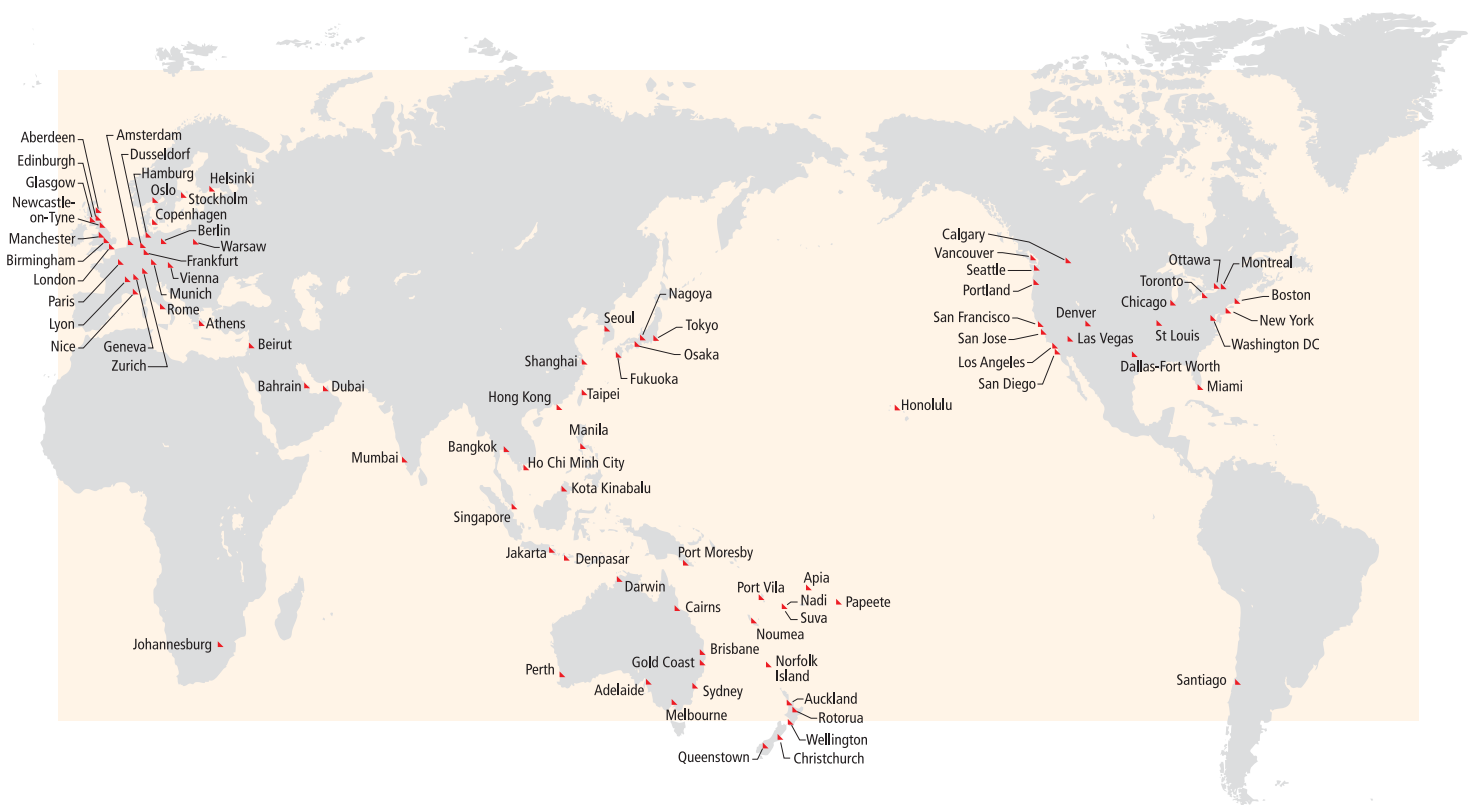 Aberdeen
Amsterdam
Edinburgh
Dusseldorf
Glasgow
Hamburg
Helsinki
Newcastle-
on-Tyne
Oslo
Stockholm
Copenhagen
Manchester
Berlin
Warsaw
Birmingham
Frankfurt
London
Vienna
Paris
Munich
Rome
Lyon
Athens
Nice
Geneva
Zurich
Beirut
Bahrain
Dubai
Mumbai
Johannesburg
Seoul
Nagoya
Tokyo
Osaka
Shanghai
Fukuoka
Hong Kong
Taipei
Manila
Bangkok
Ho Chi Minh City
Kota Kinabalu
Singapore
Jakarta
Denpasar
Port Moresby
Darwin
Cairns
Port Vila
Apia
Nadi
Papeete
Suva
Noumea
Brisbane
Gold Coast
Norfolk
Island
Perth
Adelaide
Sydney
Melbourne
Auckland
Rotorua
Wellington
Queenstown
Christchurch
Honolulu
Calgary
Vancouver
Seattle
Portland
San Francisco
San Jose
Los Angeles
San Diego
Denver
Las Vegas
Chicago
St Louis
Dallas-Fort Worth
Ottawa
Montreal
Toronto
Boston
New York
Washington DC
Miami
Santiago